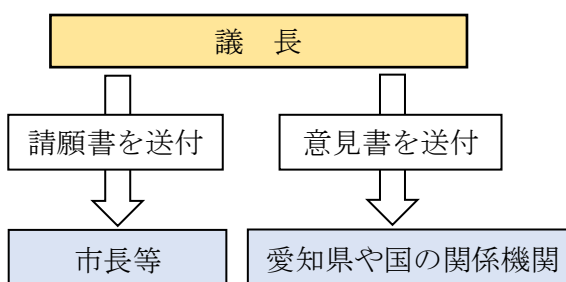 議　長
請願書を送付
意見書を送付
市長等
愛知県や国の関係機関